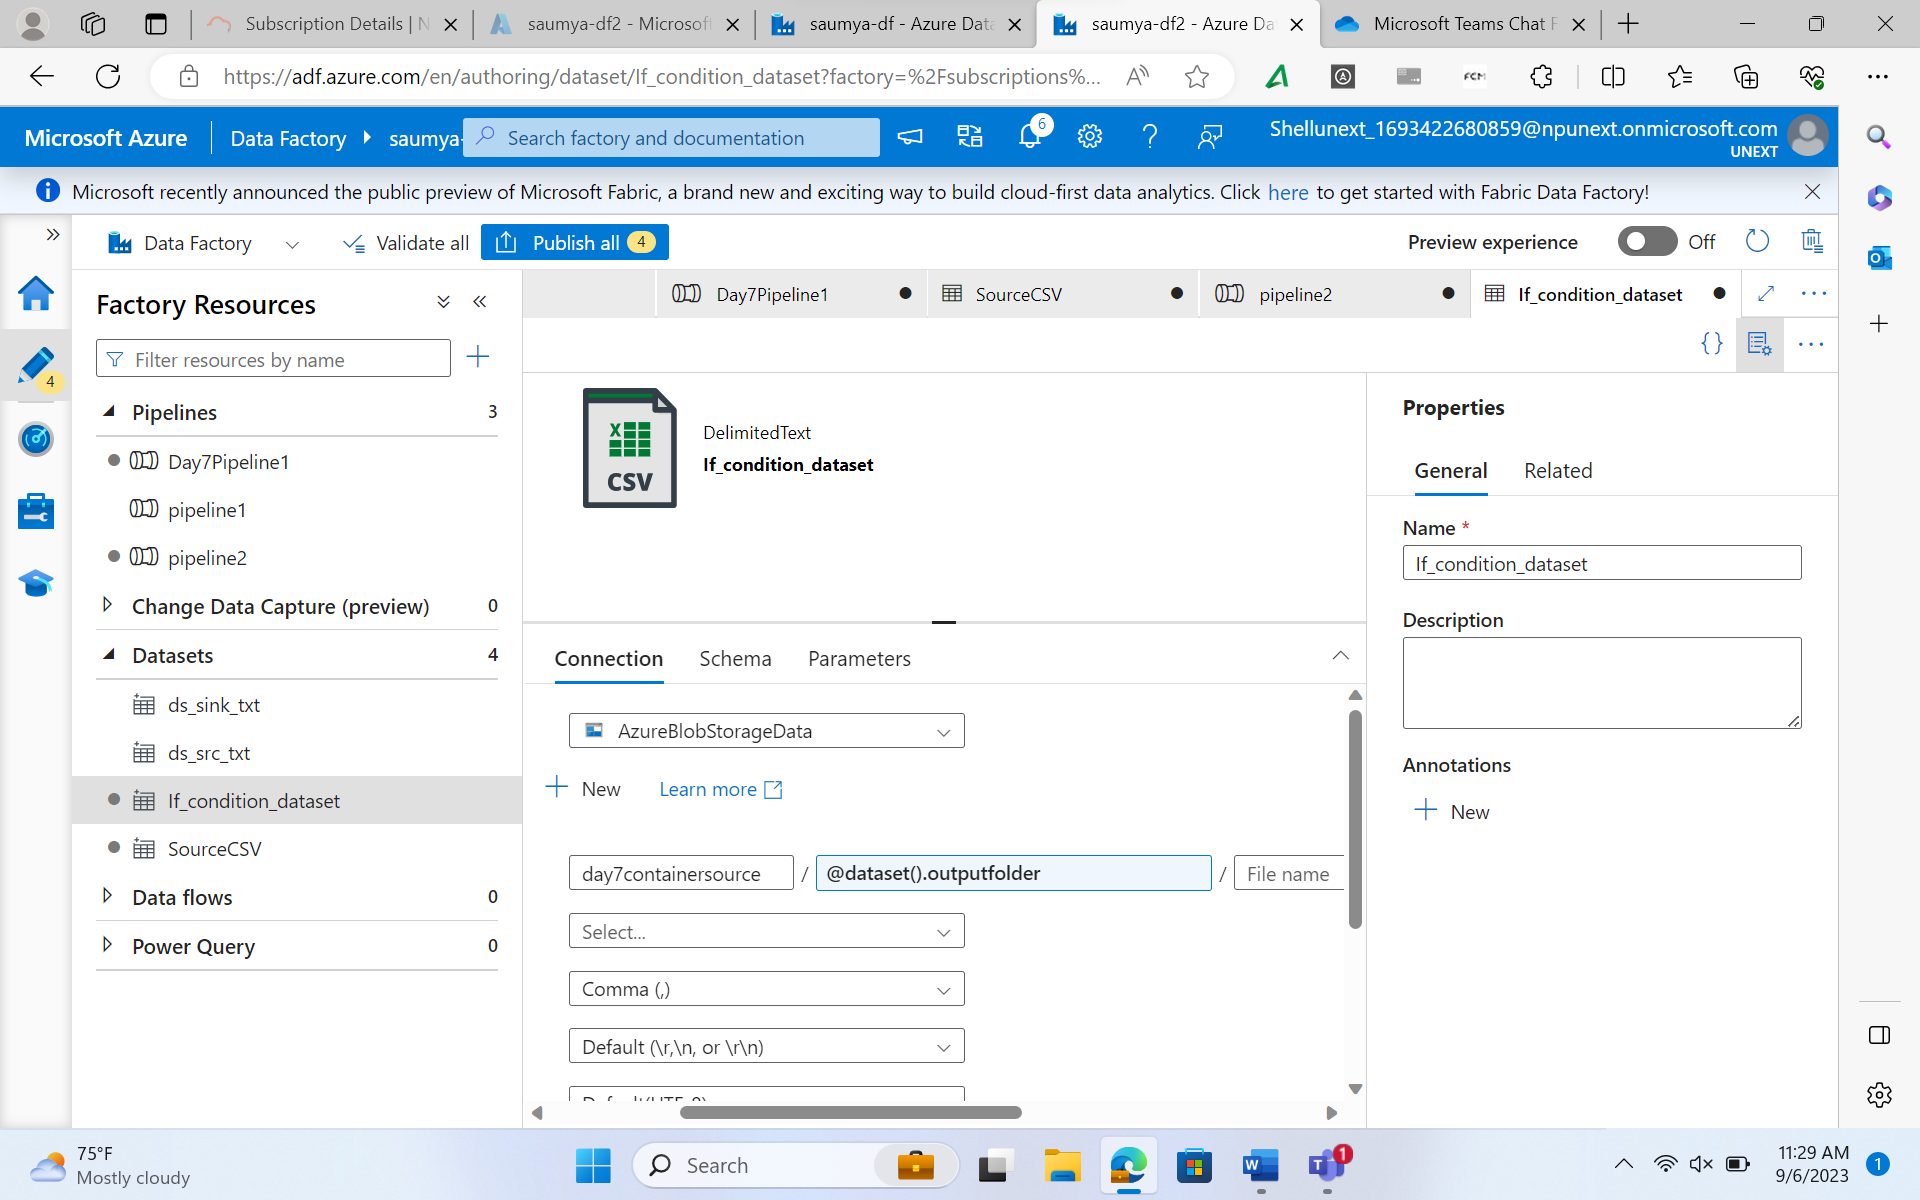 Subscription Details | N
saumya-df2 - Microsoft
saumya-df - Azure Data
saumya-df2 - Azure Da
Microsoft Teams Chat F
https://adf.azure.com/en/authoring/dataset/If_condition_dataset?factory=%2Fsubscriptions%...
FCM
Microsoft Azure
Data Factory
saumya-
Search factory and documentation
6
Shellunext_1693422680859@npunext.onmicrosoft.com
UNEXT
Microsoft recently announced the public preview of Microsoft Fabric, a brand new and exciting way to build cloud-first data analytics. Click here to get started with Fabric Data Factory!
Data Factory
Validate all
Publish all 4
Preview experience
Off
Factory Resources
Filter resources by name
4
Pipelines 3
Day7Pipeline1
pipeline1
pipeline2
Change Data Capture (preview) 0
Datasets 4
ds_sink_txt
ds_src_txt
If_condition_dataset
SourceCSV
Data flows 0
Power Query 0
Day7Pipeline1
SourceCSV
pipeline2
If_condition_dataset
X
CSV
DelimitedText
If_condition_dataset
Connection
Schema
Parameters
AzureBlobStorageData
New
Learn more
day7containersource / @dataset().outputfolder / File name
Select...
Comma (,)
Default (\r,\n, or \r\n)
Default(UTF-8)
Properties
General
Related
Name *
If_condition_dataset
Description
Annotations
New
75°F
Mostly cloudy
Search
1
11:29 AM
9/6/2023
1